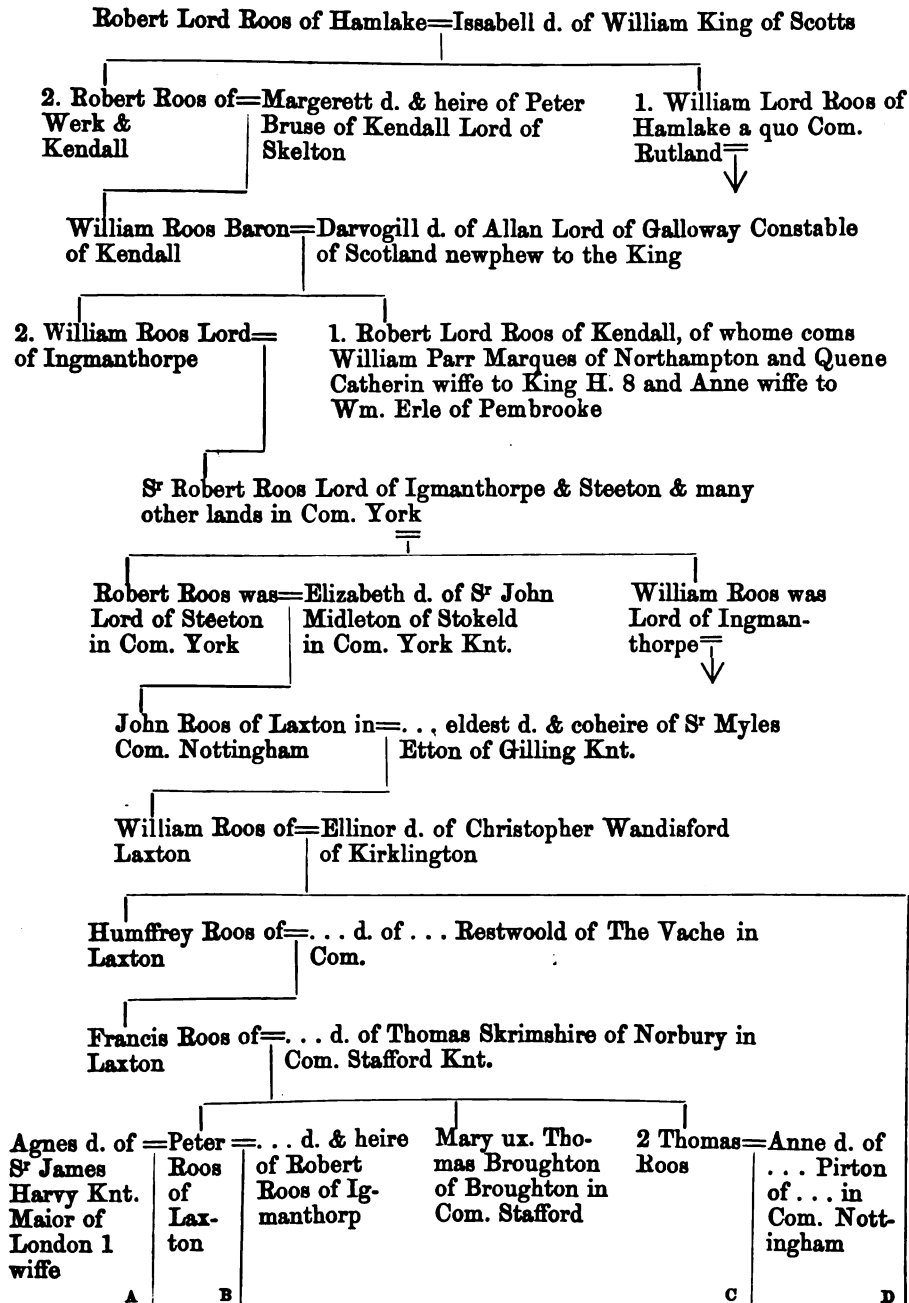 Robert Lord Roos of Hamlake=Issabell d. of William King of Scotts
2. Robert Roos of=Margerett d. & heire of Peter
Werk & Bruse of Kendall Lord of
Kendall Skelton
1. William Lord Roos of
Hamlake a quo Com.
Rutland=
William Roos Baron=Darvogill d. of Allan Lord of Galloway Constable
of Kendall of Scotland newphew to the King
2. William Roos Lord=
of Ingmanthorpe
1. Robert Lord Roos of Kendall, of whome coms
William Parr Marques of Northampton and Quene
Catherin wiffe to King H. 8 and Anne wiffe to
Wm. Erle of Pembrooke
Sr Robert Roos Lord of Igmanthorpe & Steeton & many
other lands in Com. York
=
Robert Roos was=Elizabeth d. of Sr John
Lord of Steeton Midleton of Stokeld
in Com. York in Com. York Knt.
William Roos was
Lord of Ingman-
thorpe=
John Roos of Laxton in=. . , eldest d. & coheire of Sr Myles
Com. Nottingham Etton of Gilling Knt.
William Roos of=Ellinor d. of Christopher Wandisford
Laxton of Kirklington
Humffrey Roos of=. . . d. of . . . Restwoold of The Vache in
Laxton Com.
Francis Roos of=. . . d. of Thomas Skrimshire of Norbury in
Laxton Com. Stafford Knt.
Agnes d. of =
Sr James
Harvy Knt.
Maior of
London 1
wiffe
Peter =
Roos
of
Lax-
ton
. . . d. & heire
of Robert
Roos of Ig-
manthorp
Mary ux. Tho-
mas Broughton
of Broughton in
Com. Stafford
2 Thomas=
Roos
Anne d. of
. . . Pirton
of . . . in
Com. Nott-
ingham
A B C D